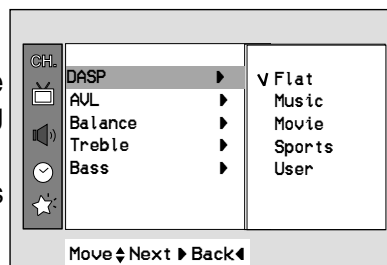 CH.
DASP
AVL
Balance
Treble
Bass
V Flat
Music
Movie
Sports
User
Move Next Back